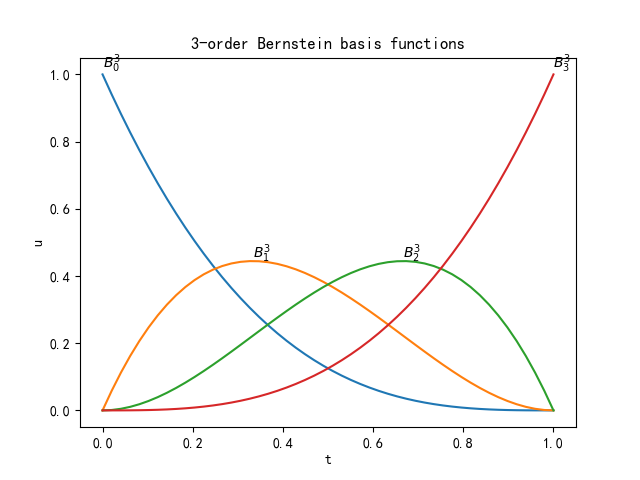 3-order Bernstein basis functions
B_0^3
B_3^3
1.0
0.8
0.6
u
B_1^3
B_2^3
0.4
0.2
0.0
0.0 0.2 0.4 0.6 0.8 1.0
t